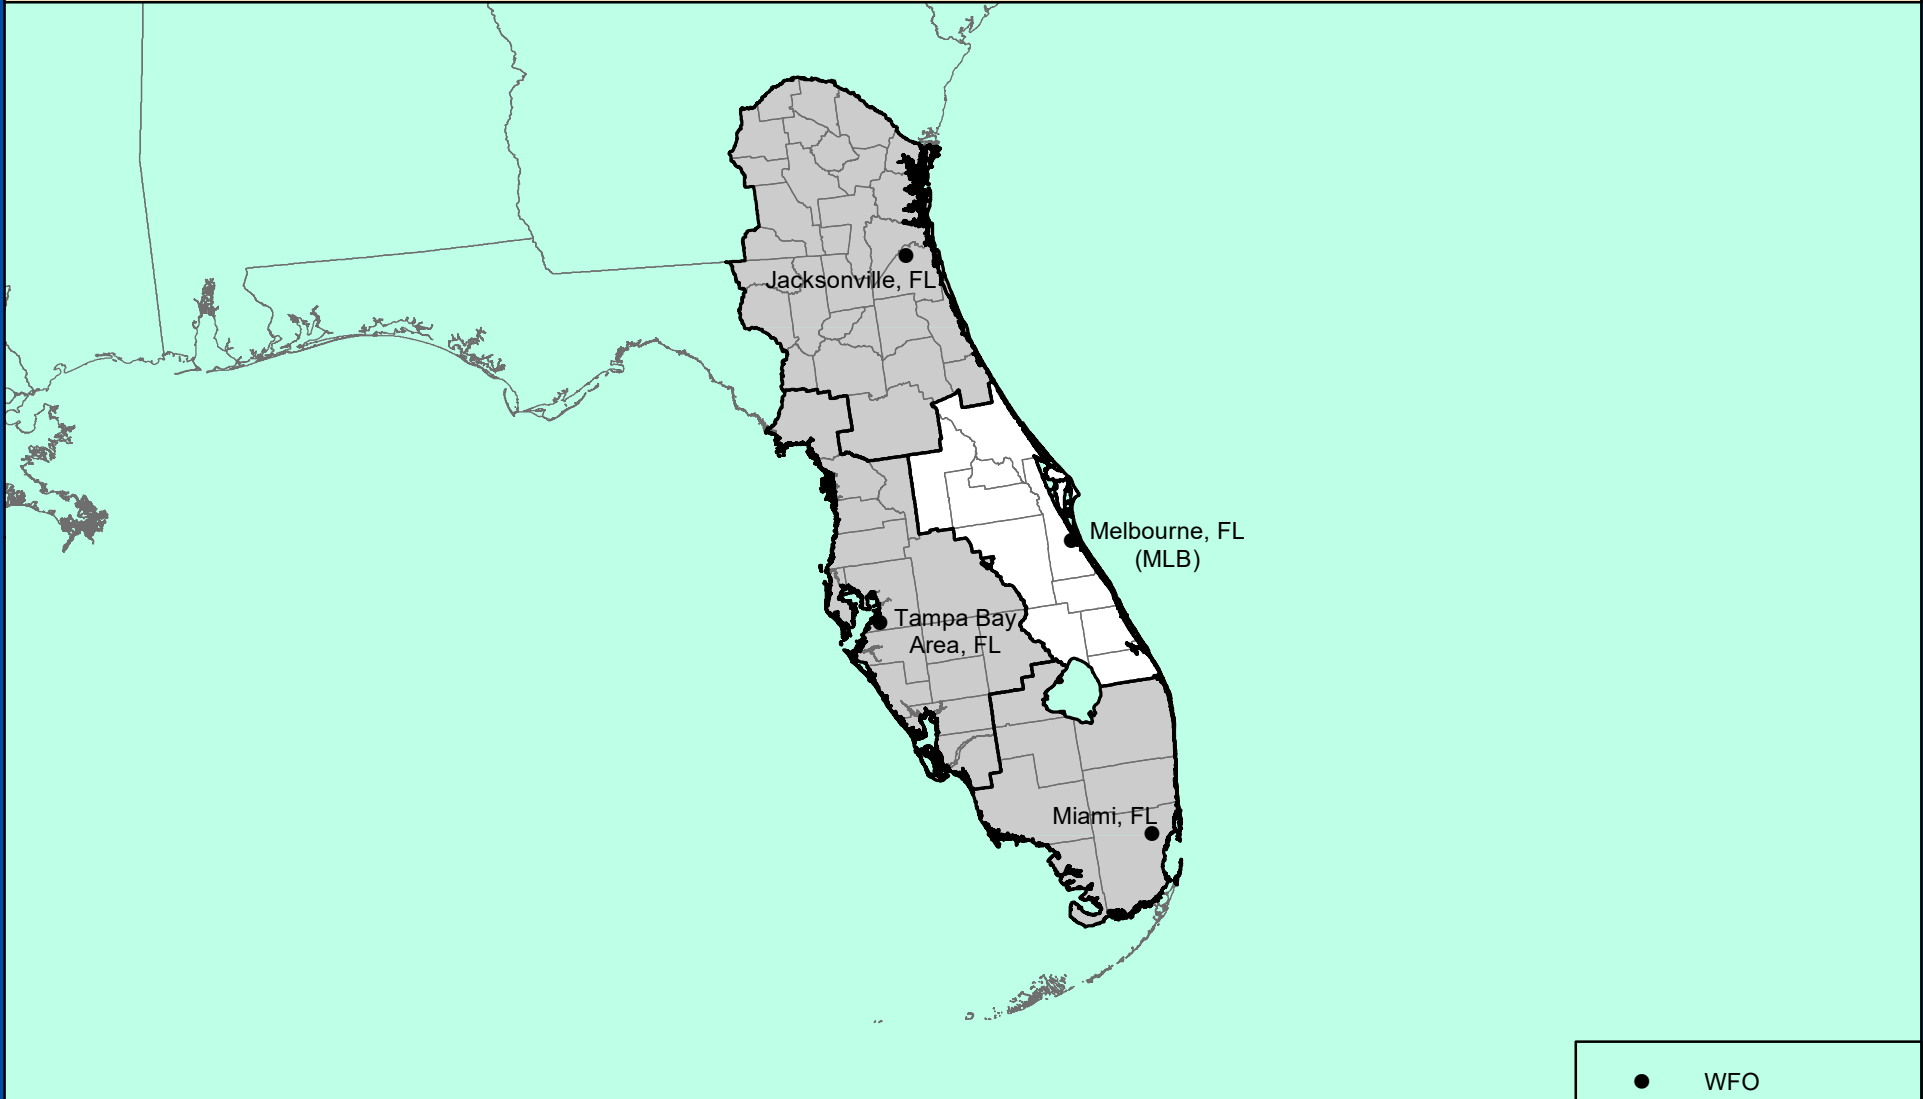 Jacksonville, FL
Melbourne, FL
(MLB)
Tampa Bay
Area, FL
Miami, FL
WFO